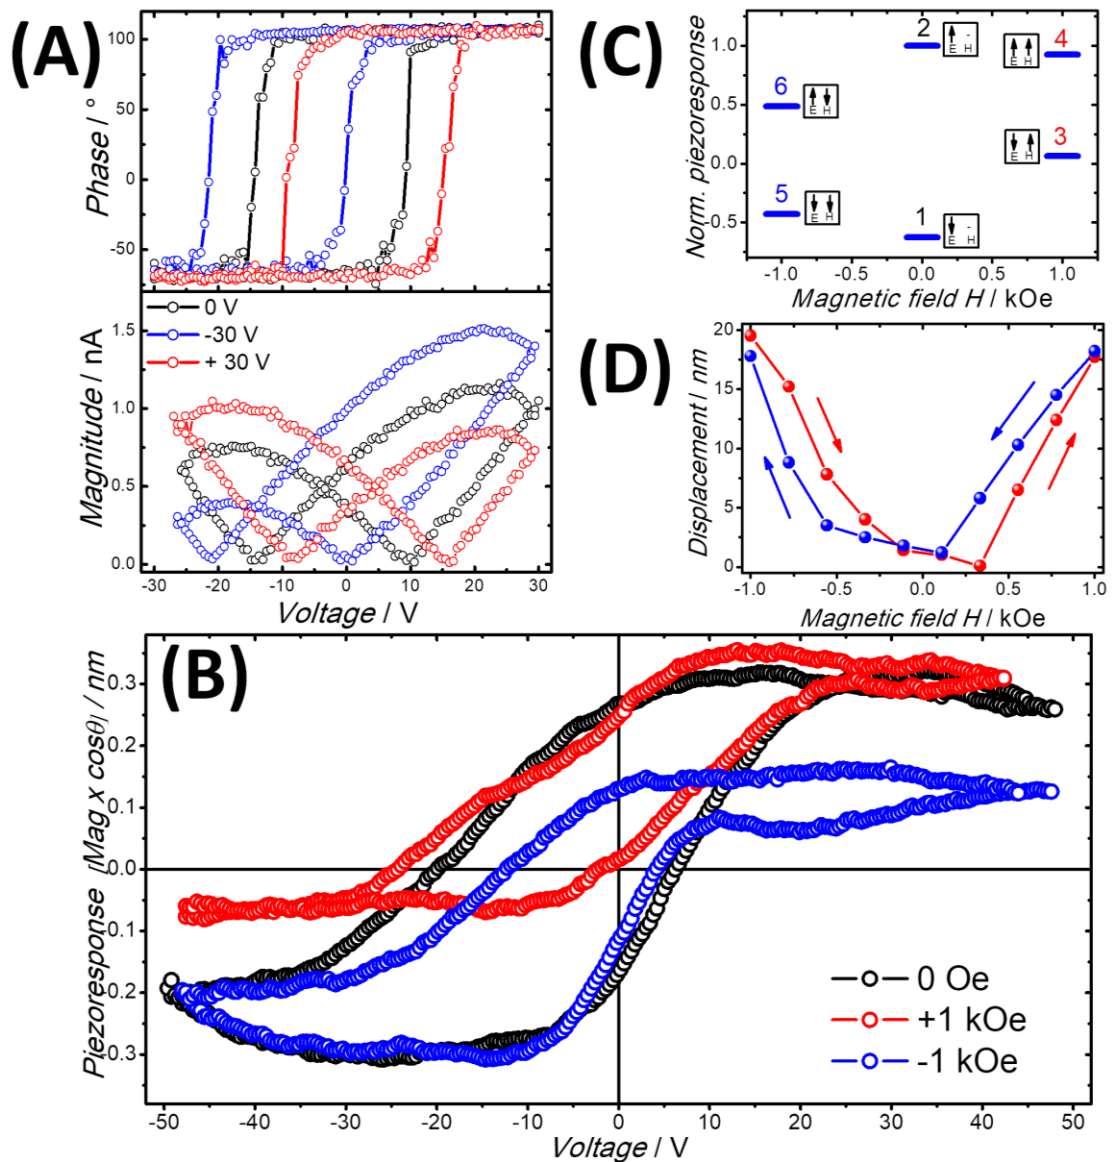 (A)
Phase / °
100
50
0
-50
Magnitude / nA
1.5
1.0
0.5
0.0
0 V
-30 V
+ 30 V
-30 -20 -10 0 10 20 30
Voltage / V
(C)
Norm. piezoresponse
1.0
0.5
0.0
-0.5
2
E H
-
4
E H
6
E H
3
E H
5
E H
1
E H
-
-1.0 -0.5 0.0 0.5 1.0
Magnetic field H / kOe
(D)
Displacement / nm
20
15
10
5
0
-1.0 -0.5 0.0 0.5 1.0
Magnetic field H / kOe
(B)
Piezoresponse [Mag x cosθ] / nm
0.3
0.2
0.1
0.0
-0.1
-0.2
-0.3
0 Oe
+1 kOe
-1 kOe
-50 -40 -30 -20 -10 0 10 20 30 40 50
Voltage / V